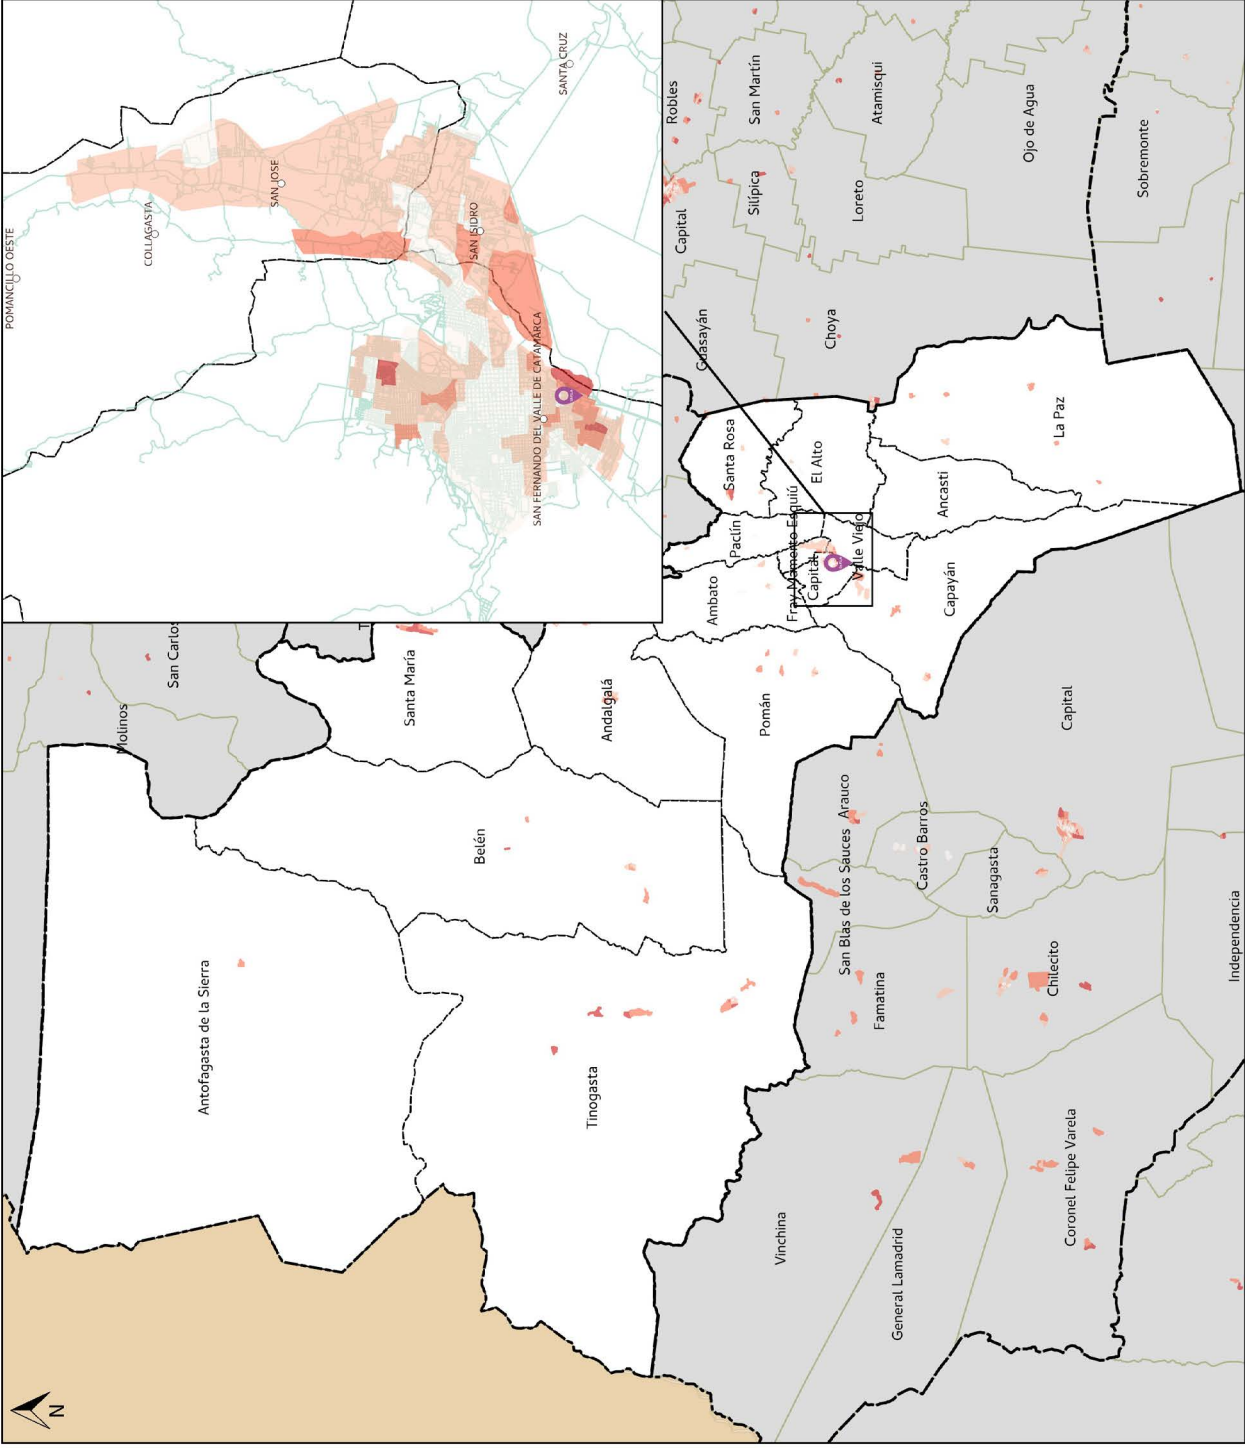 POMANCILLO OESTE
COLLAGASTA
SAN JOSE
SANTA CRUZ
SAN ISIDRO
SAN FERNANDO DEL VALLE DE CATAMARCA
N
Molinos
San Carlos
Antofagasta de la Sierra
Santa María
Belén
Andalgalá
Tinogasta
Pomán
Ambato
Paclín
Santa Rosa
Fray Mamerto Esquiú
El Alto
Capital
Valle Viejo
Capayán
Ancasti
La Paz
Robles
San Martín
Atamisqui
Ojo de Agua
Capital
Silípica
Loreto
Sobremonte
Guasayán
Choya
Vinchina
General Lamadrid
Coronel Felipe Varela
Famatina
San Blas de los Sauces
Arauco
Castro Barros
Sanagasta
Chilecito
Capital
Independencia